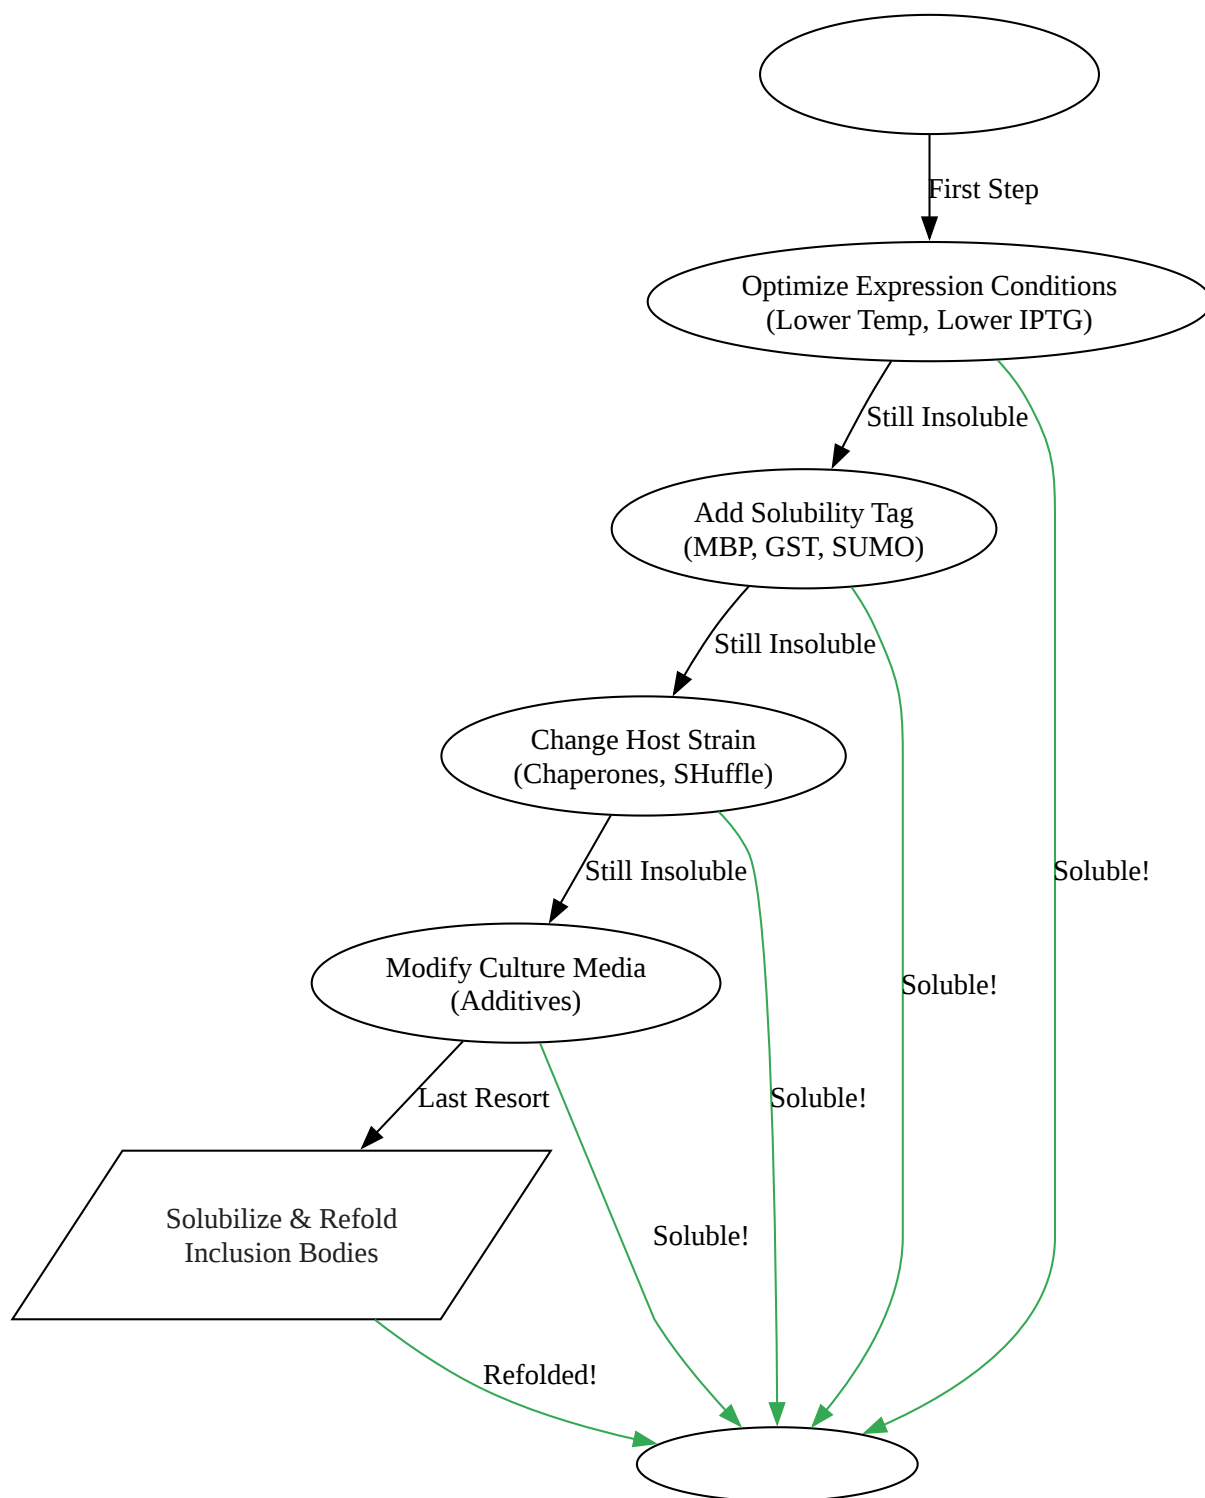 First Step
Optimize Expression Conditions
(Lower Temp, Lower IPTG)
Still Insoluble
Add Solubility Tag
(MBP, GST, SUMO)
Still Insoluble
Change Host Strain
(Chaperones, SHuffle)
Still Insoluble
Soluble!
Modify Culture Media
(Additives)
Soluble!
Last Resort
Soluble!
Solubilize & Refold
Inclusion Bodies
Soluble!
Refolded!